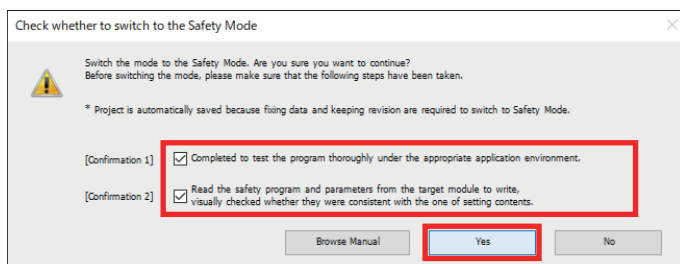 Check whether to switch to the Safety Mode
Switch the mode to the Safety Mode. Are you sure you want to continue?
Before switching the mode, please make sure that the following steps have been taken.
* Project is automatically saved because fixing data and keeping revision are required to switch to Safety Mode.
[Confirmation 1] Completed to test the program thoroughly under the appropriate application environment.
[Confirmation 2] Read the safety program and parameters from the target module to write,
visually checked whether they were consistent with the one of setting contents.
Browse Manual Yes No